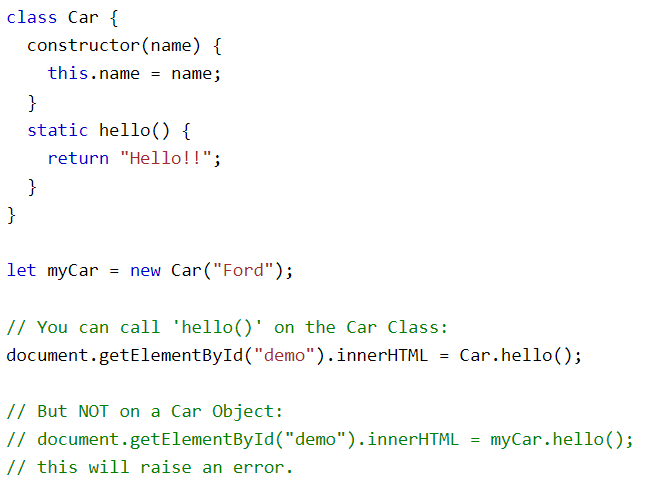 class Car {
  constructor(name) {
    this.name = name;
  }
  static hello() {
    return "Hello!!";
  }
}

let myCar = new Car("Ford");

// You can call 'hello()' on the Car Class:
document.getElementById("demo").innerHTML = Car.hello();

// But NOT on a Car Object:
// document.getElementById("demo").innerHTML = myCar.hello();
// this will raise an error.